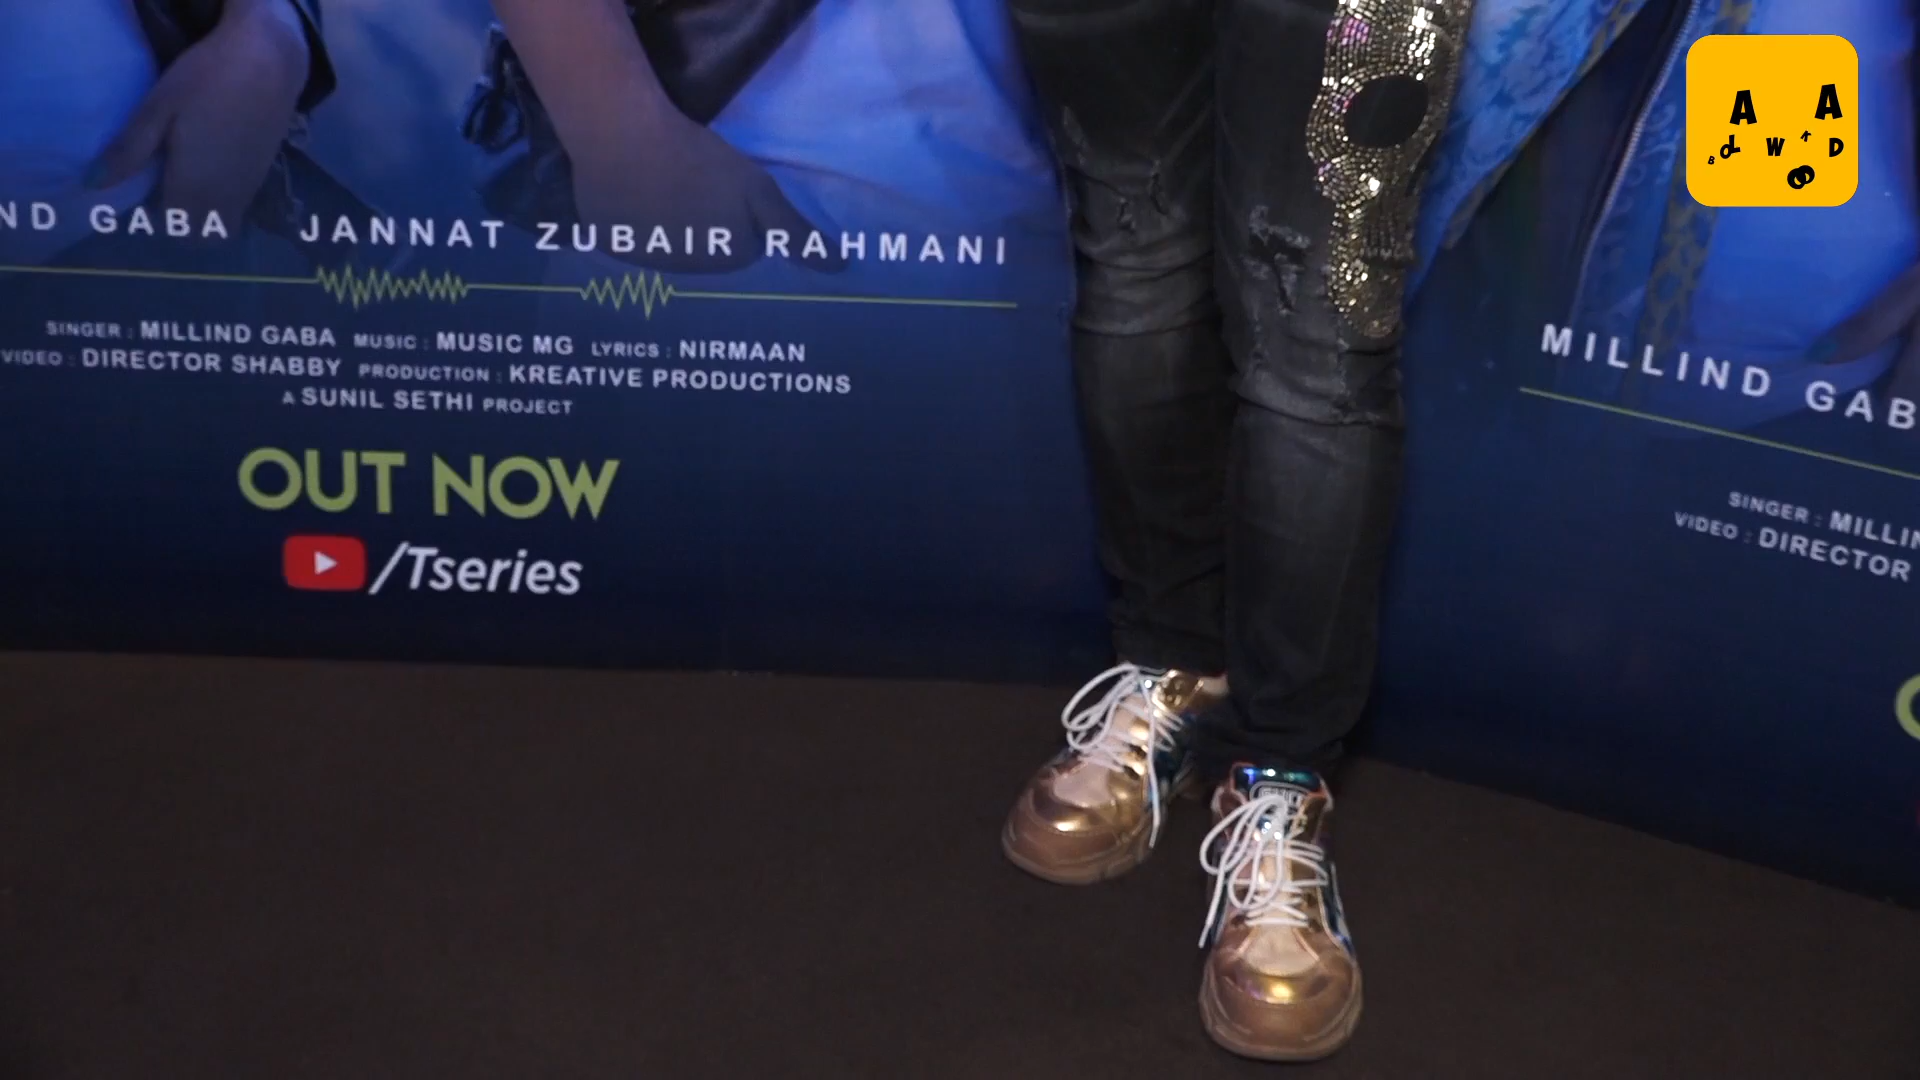 ND GABA JANNAT ZUBAIR RAHMANI
SINGER : MILLIND GABA MUSIC : MUSIC MG LYRICS : NIRMAAN
VIDEO : DIRECTOR SHABBY PRODUCTION : KREATIVE PRODUCTIONS
A SUNIL SETHI PROJECT
OUT NOW
/Tseries
MILLIND GAB
SINGER : MILLIN
VIDEO : DIRECTOR